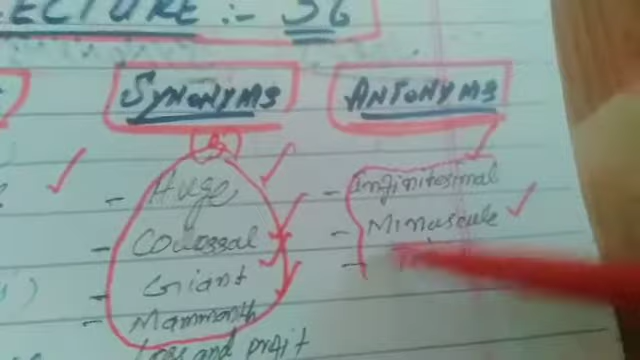 LECTURE :- 56
SYNONYMS
ANTONYMS
- Huge
- Colossal
- Giant
- Mammoth
Loss and profit
- Infinitesimal
- Minuscule
-